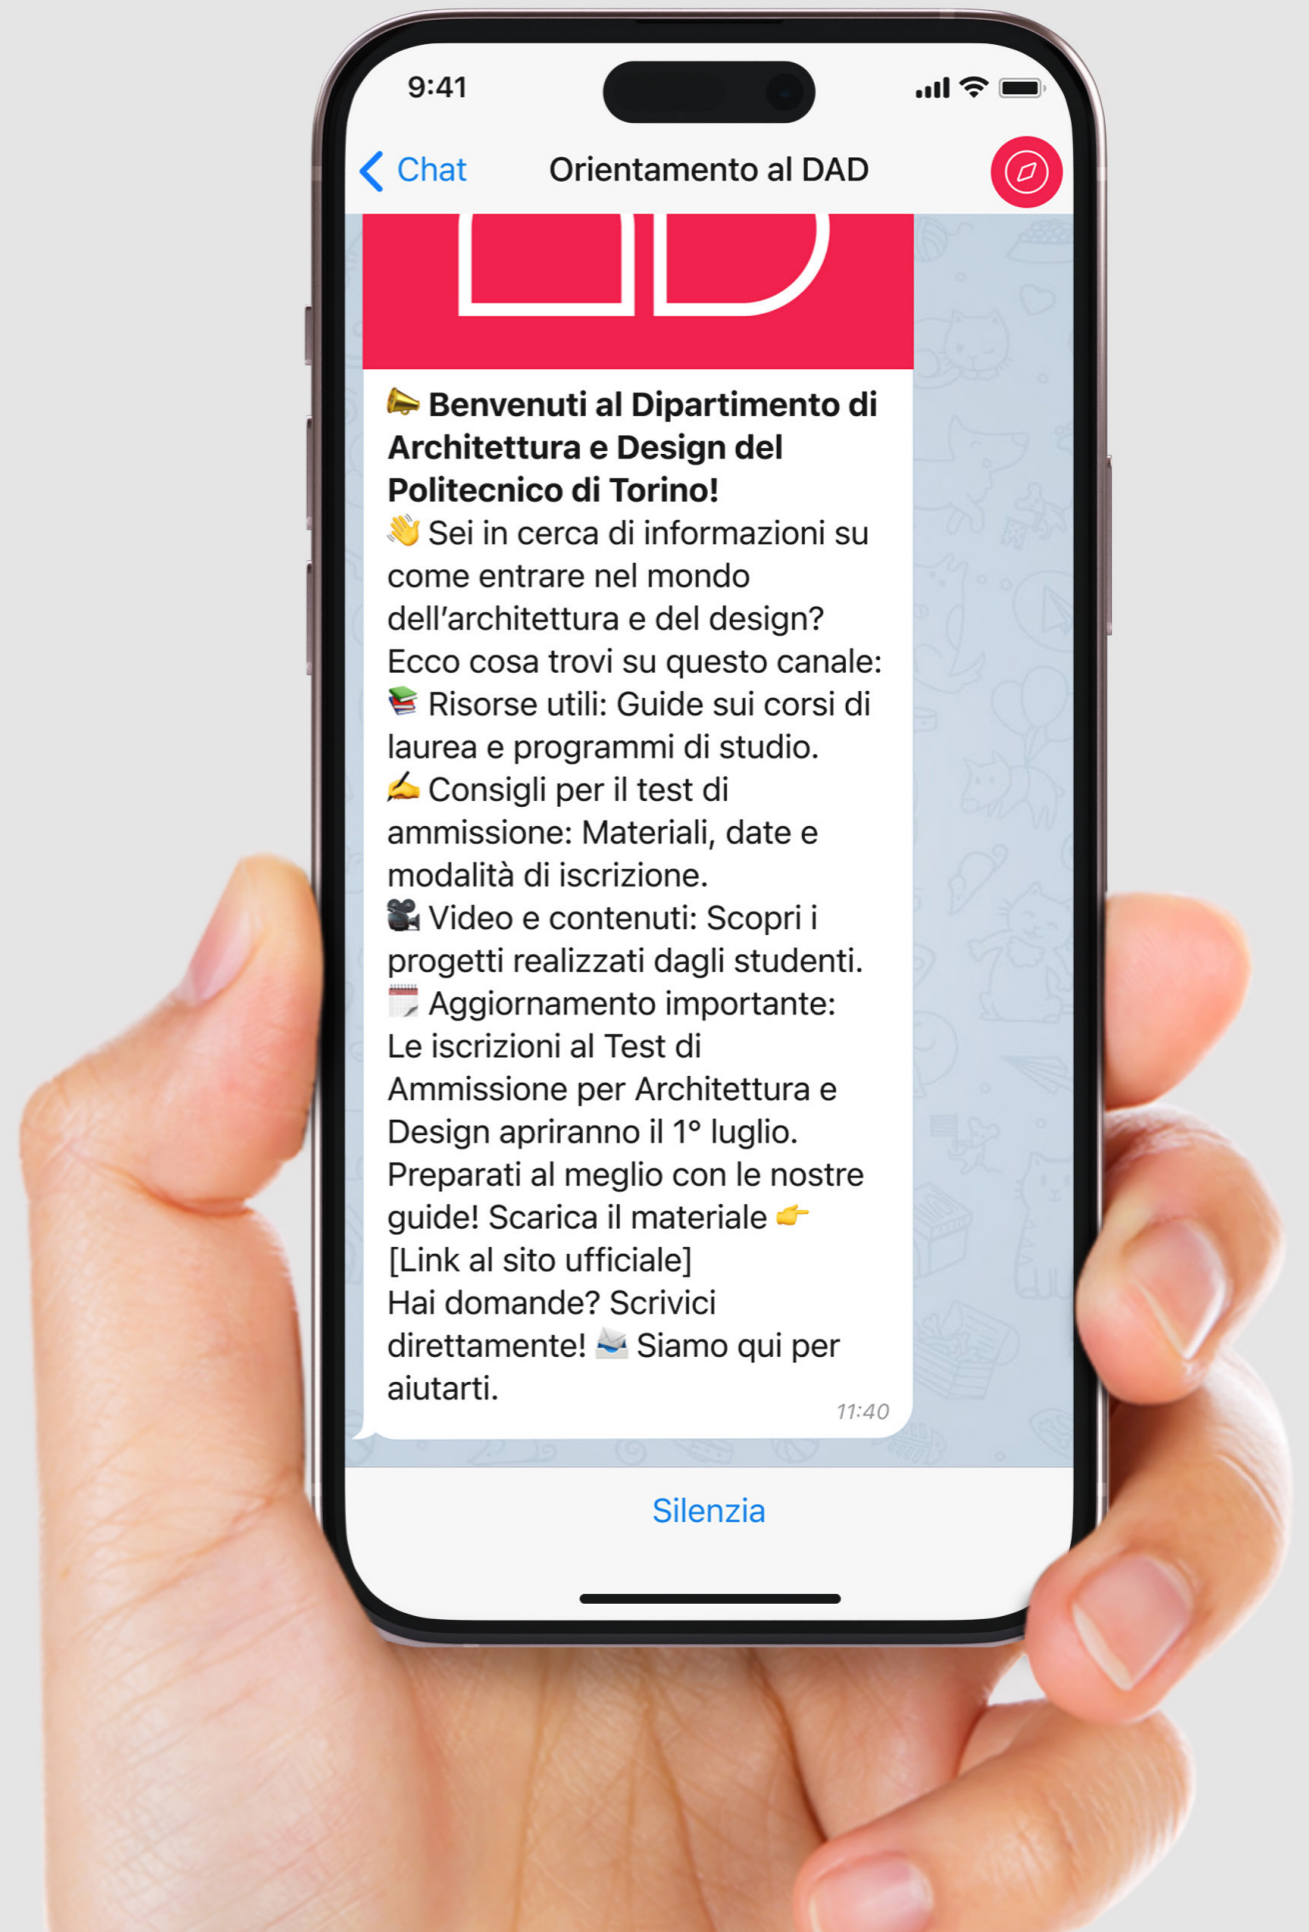 9:41
Chat
Orientamento al DAD
📣 Benvenuti al Dipartimento di
Architettura e Design del
Politecnico di Torino!
👋 Sei in cerca di informazioni su
come entrare nel mondo
dell'architettura e del design?
Ecco cosa trovi su questo canale:
📚 Risorse utili: Guide sui corsi di
laurea e programmi di studio.
✍️ Consigli per il test di
ammissione: Materiali, date e
modalità di iscrizione.
🎥 Video e contenuti: Scopri i
progetti realizzati dagli studenti.
🗓️ Aggiornamento importante:
Le iscrizioni al Test di
Ammissione per Architettura e
Design apriranno il 1° luglio.
Preparati al meglio con le nostre
guide! Scarica il materiale 👉
[Link al sito ufficiale]
Hai domande? Scrivici
direttamente! 📨 Siamo qui per
aiutarti.
11:40
Silenzia